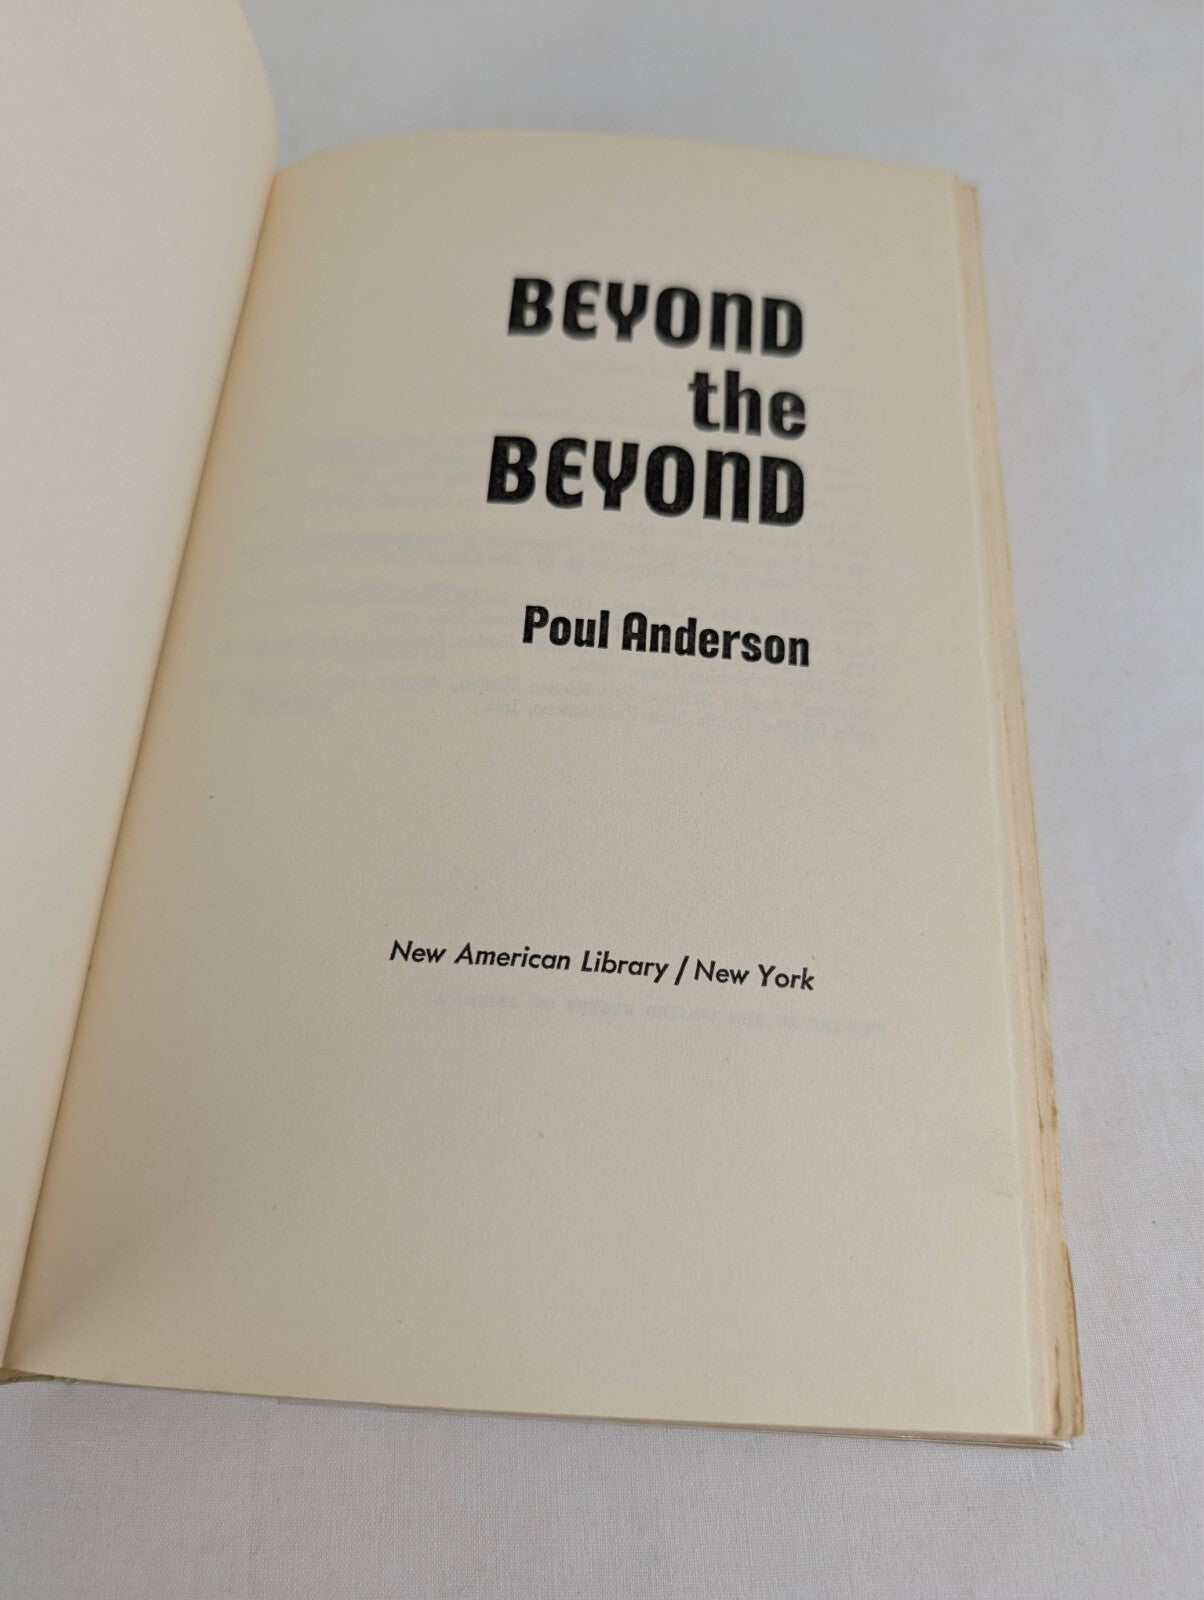 BEYOND
the
BEYOND
Poul Anderson
New American Library / New York